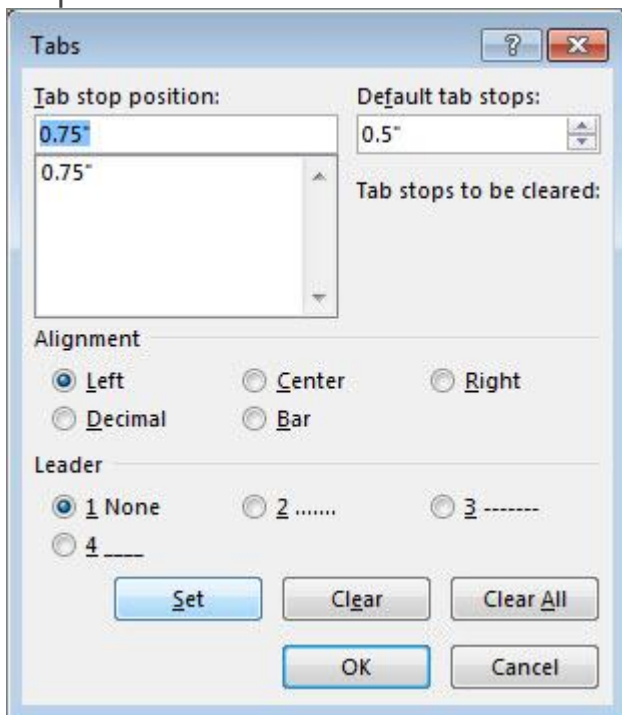 Tabs
Tab stop position:
Default tab stops:
0.75"
0.5"
0.75"
Tab stops to be cleared:
Alignment
Left Center Right
Decimal Bar
Leader
1 None 2 ....... 3 -------
4 ____
Set Clear Clear All
OK Cancel